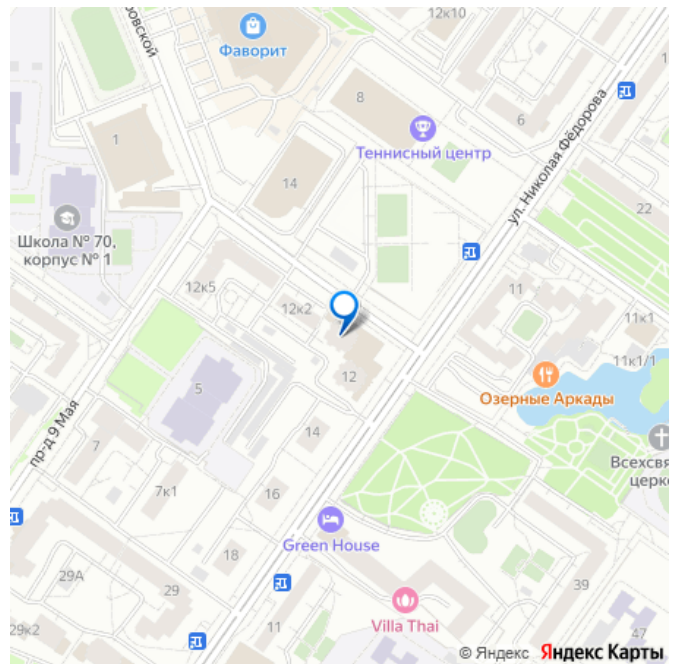 12к10
ровской
Фаворит
1
8
6
Теннисный центр
ул. Николая Фёдорова
14
22
Школа № 70,
корпус № 1
12к5
12к2
11
11к1
11к1/1
12
5
Озерные Аркады
пр-д 9 Мая
7
14
Всехсвя
церко
7к1
16
Green House
18
29А
29
39
29к2
11
Villa Thai
47
© Яндекс Яндекс Карты